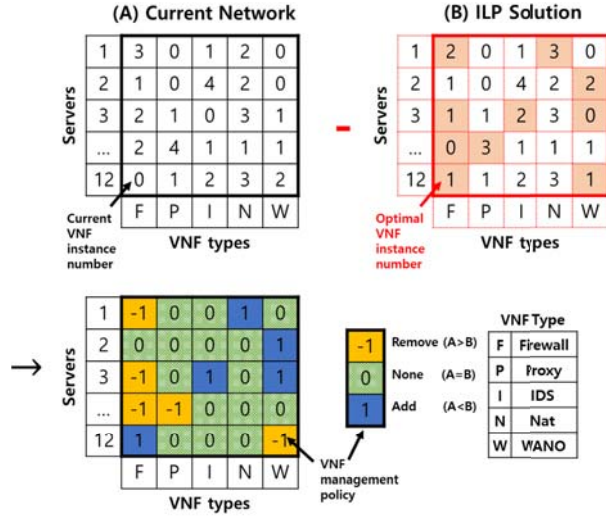 (A) Current Network
(B) ILP Solution
Servers
1 3 0 1 2 0
2 1 0 4 2 0
3 2 1 0 3 1
... 2 4 1 1 1
12 0 1 2 3 2
F P I N W
VNF types
Current
VNF
instance
number
-
Servers
1 2 0 1 3 0
2 1 0 4 2 2
3 1 1 2 3 0
... 0 3 1 1 1
12 1 1 2 3 1
F P I N W
VNF types
Optimal
VNF
instance
number
→
Servers
1 -1 0 0 1 0
2 0 0 0 0 1
3 -1 0 1 0 1
... -1 -1 0 0 0
12 1 0 0 0 -1
F P I N W
VNF types
VNF
management
policy
-1 Remove (A>B)
0 None (A=B)
1 Add (A<B)
VNF Type
F Firewall
P Proxy
I IDS
N Nat
W WANO